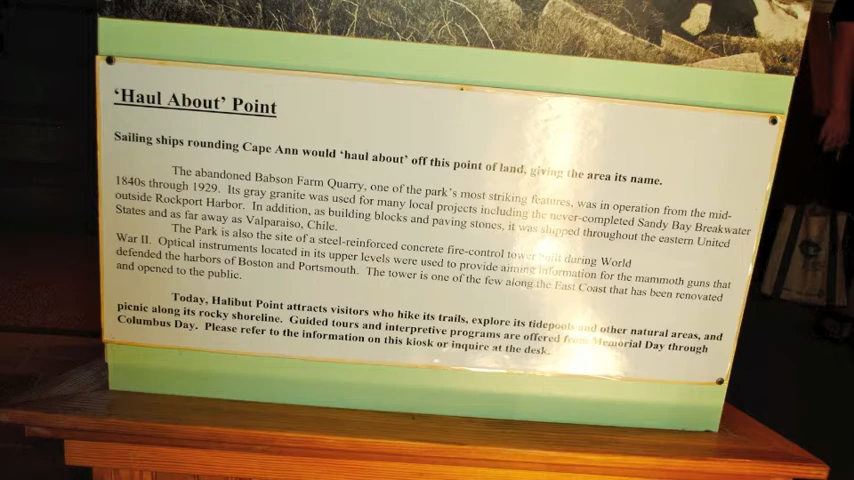 ‘Haul About’ Point
Sailing ships rounding Cape Ann would ‘haul about’ off this point of land, giving the area its name.
The abandoned Babson Farm Quarry, one of the park’s most striking features, was in operation from the mid-
1840s through 1929. Its gray granite was used for many local projects including the never-completed Sandy Bay Breakwater
outside Rockport Harbor. In addition, as building blocks and paving stones, it was shipped throughout the eastern United
States and as far away as Valparaiso, Chile.
The Park is also the site of a steel-reinforced concrete fire-control tower built during World
War II. Optical instruments located in its upper levels were used to provide aiming information for the mammoth guns that
defended the harbors of Boston and Portsmouth. The tower is one of the few along the East Coast that has been renovated
and opened to the public.
Today, Halibut Point attracts visitors who hike its trails, explore its tidepools and other natural areas, and
picnic along its rocky shoreline. Guided tours and interpretive programs are offered from Memorial Day through
Columbus Day. Please refer to the information on this kiosk or inquire at the desk.